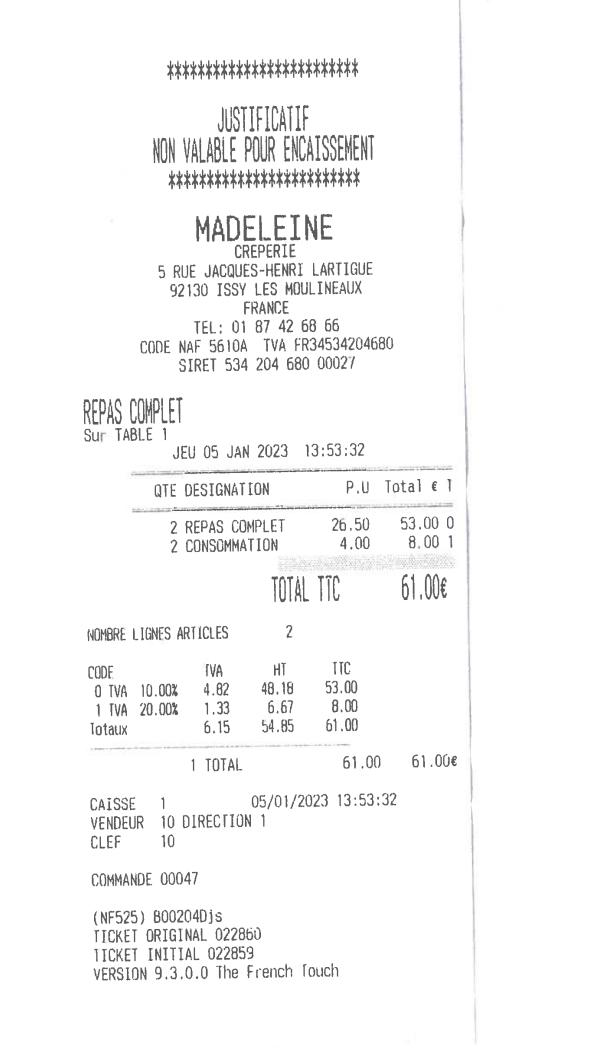 *************************
JUSTIFICATIF
NON VALABLE POUR ENCAISSEMENT
*************************
MADELEINE
CREPERIE
5 RUE JACQUES-HENRI LARTIGUE
92130 ISSY LES MOULINEAUX
FRANCE
TEL: 01 87 42 68 66
CODE NAF 5610A TVA FR34534204680
SIRET 534 204 680 00027
REPAS COMPLET
Sur TABLE 1
JEU 05 JAN 2023 13:53:32
QTE DESIGNATION P.U Total € T
2 REPAS COMPLET 26.50 53.00 0
2 CONSOMMATION 4.00 8.00 1
TOTAL TTC 61.00€
NOMBRE LIGNES ARTICLES 2
CODE TVA HT TTC
0 TVA 10.00% 4.82 48.18 53.00
1 TVA 20.00% 1.33 6.67 8.00
Totaux 6.15 54.85 61.00
1 TOTAL 61.00 61.00€
CAISSE 1 05/01/2023 13:53:32
VENDEUR 10 DIRECTION 1
CLEF 10
COMMANDE 00047
(NF525) B00204Djs
TICKET ORIGINAL 022860
TICKET INITIAL 022859
VERSION 9.3.0.0 The French Touch